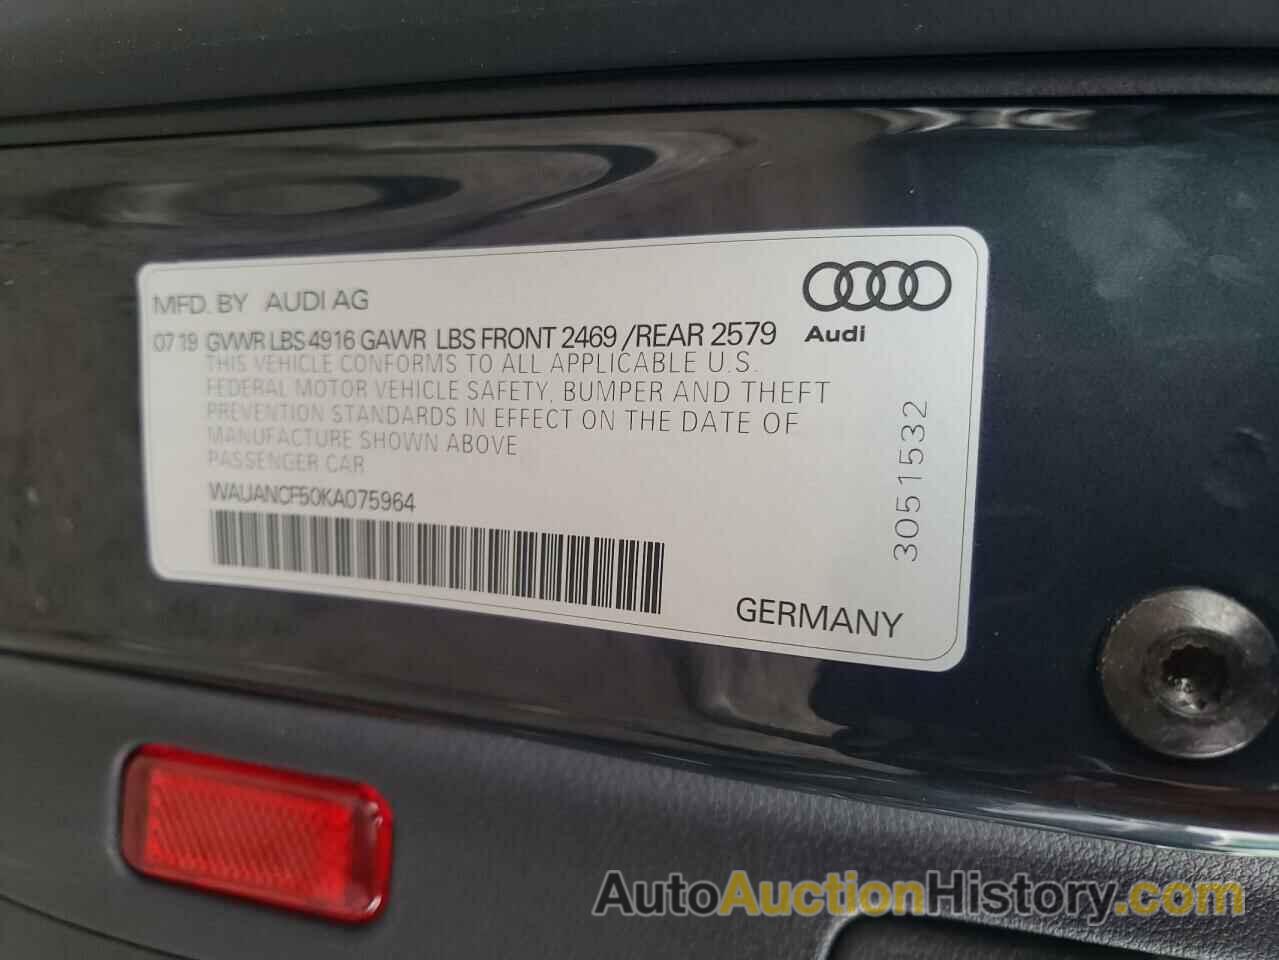 MFD. BY AUDI AG
07 19 GVWR LBS 4916 GAWR LBS FRONT 2469 /REAR 2579
Audi
THIS VEHICLE CONFORMS TO ALL APPLICABLE U.S.
FEDERAL MOTOR VEHICLE SAFETY, BUMPER AND THEFT
PREVENTION STANDARDS IN EFFECT ON THE DATE OF
MANUFACTURE SHOWN ABOVE
PASSENGER CAR
WAUANCF50KA075964
3051532
GERMANY
AutoAuctionHistory.com